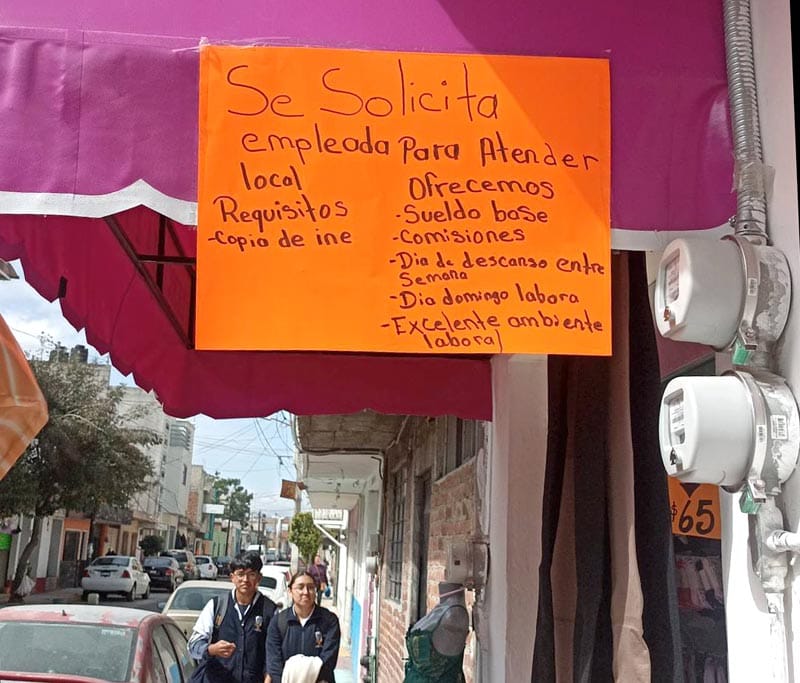 Se Solicita
empleada Para Atender
local
Requisitos
-Copia de ine
Ofrecemos
-Sueldo base
-Comisiones
-Dia de descanso entre
Semana
-Dia domingo labora
-Excelente ambiente
laboral
$65